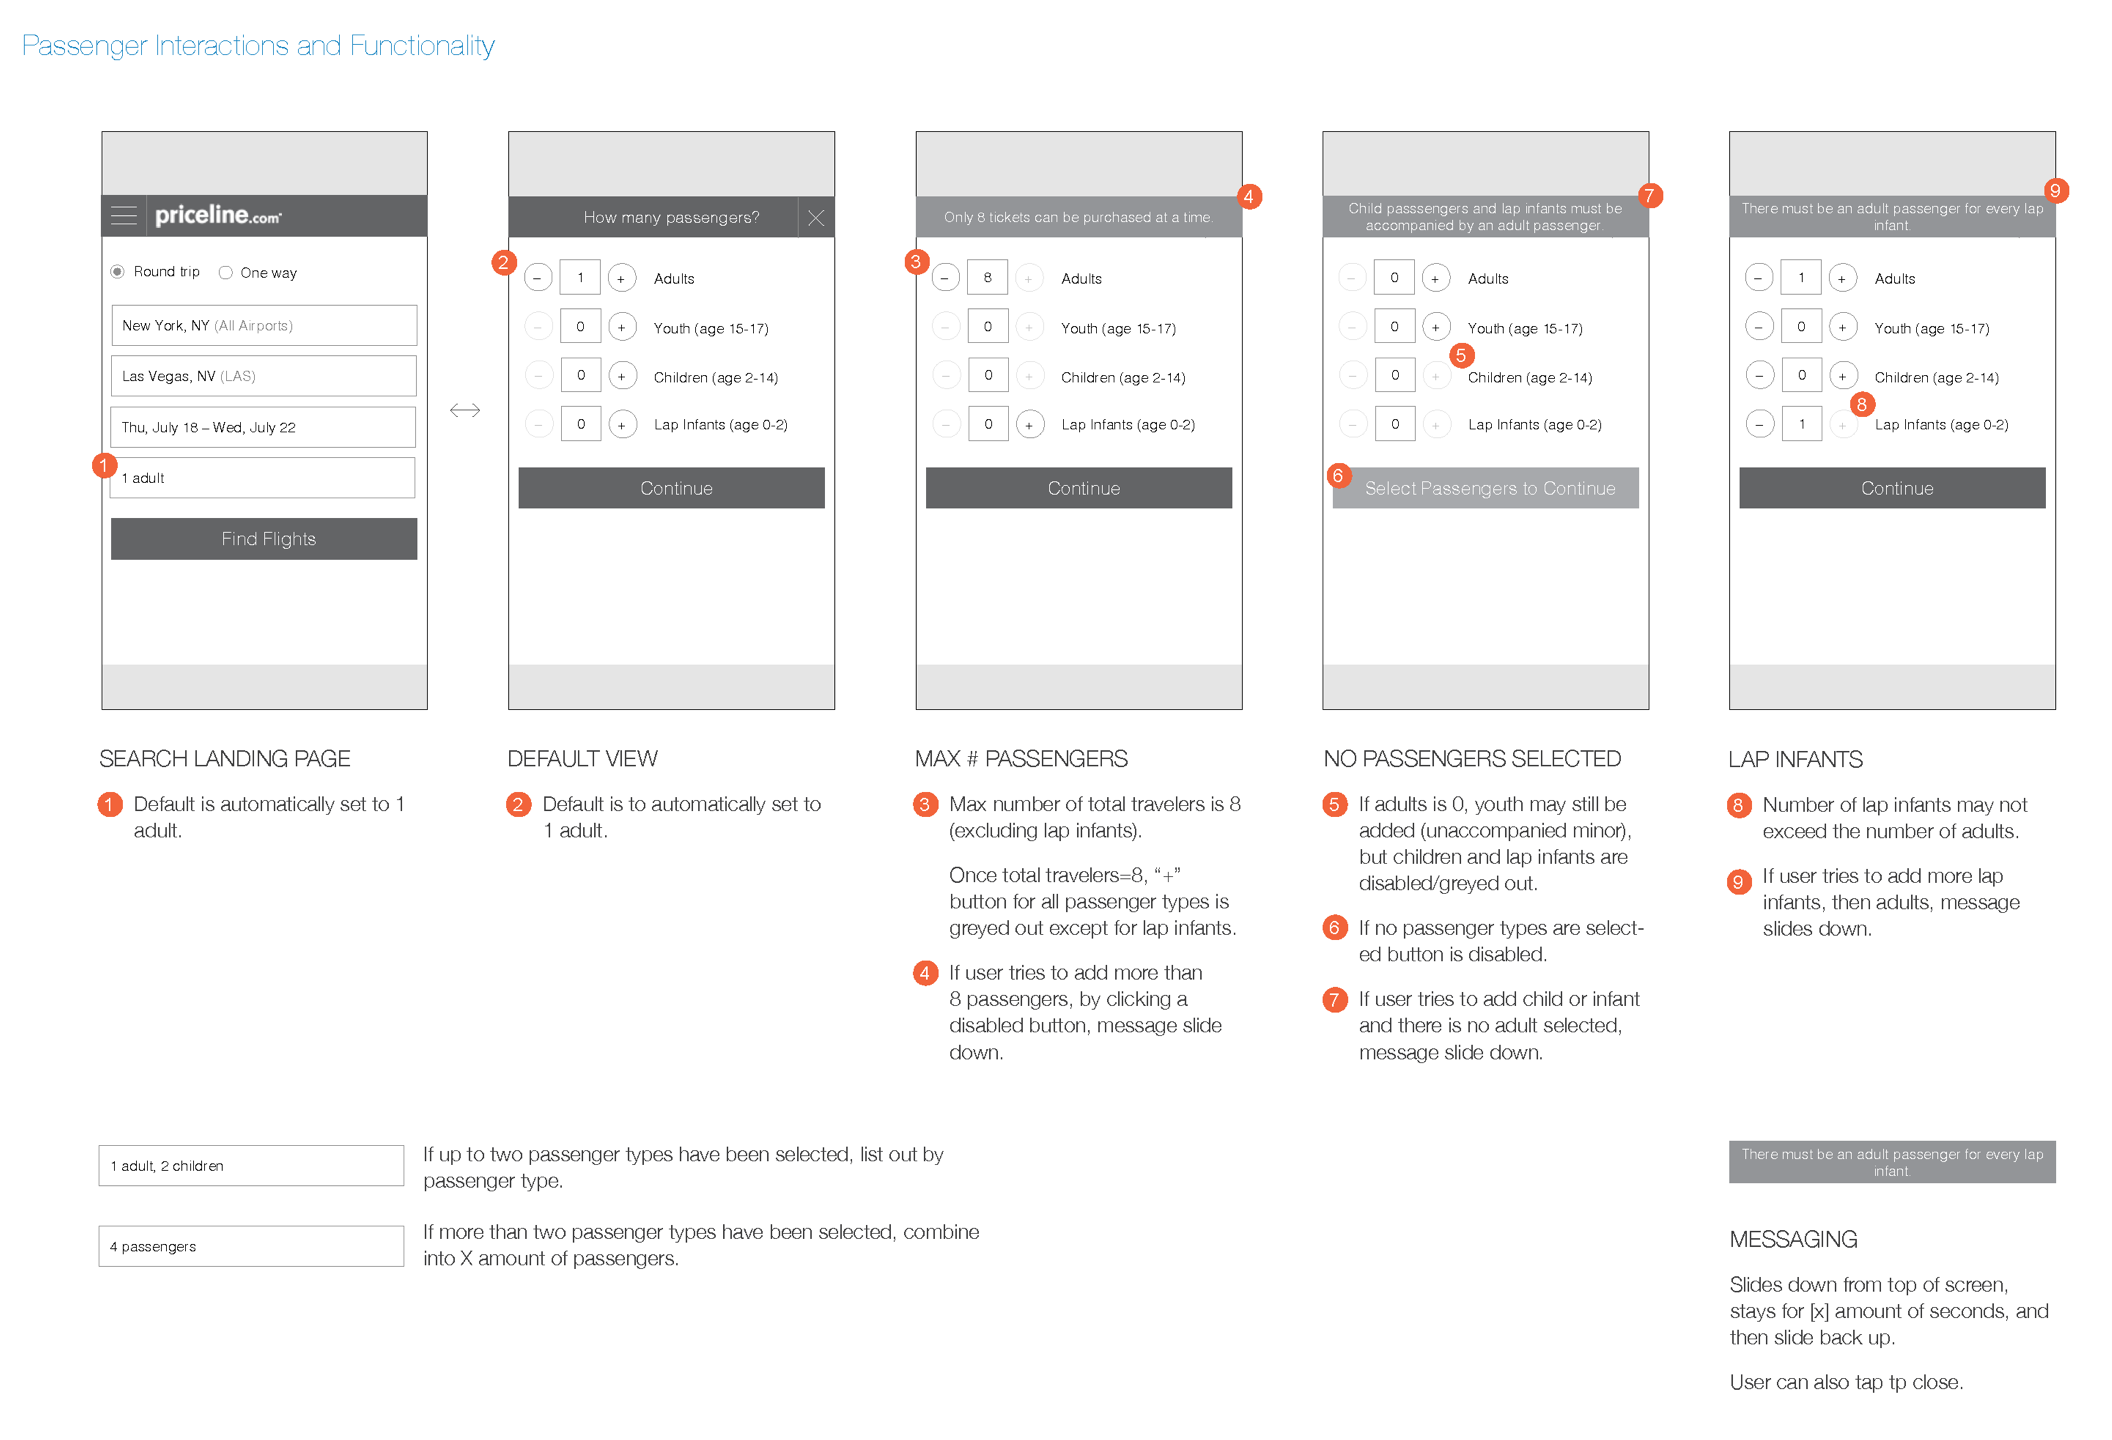 Passenger Interactions and Functionality
priceline.com
Round trip
One way
New York, NY (All Airports)
Las Vegas, NV (LAS)
Thu, July 18 – Wed, July 22
1
1 adult
Find Flights
How many passengers?
2
– 1 + Adults
– 0 + Youth (age 15-17)
– 0 + Children (age 2-14)
– 0 + Lap Infants (age 0-2)
Continue
4
Only 8 tickets can be purchased at a time.
3
– 8 + Adults
– 0 + Youth (age 15-17)
– 0 + Children (age 2-14)
– 0 + Lap Infants (age 0-2)
Continue
7
Child passsengers and lap infants must be
accompanied by an adult passenger.
– 0 + Adults
– 0 + Youth (age 15-17)
5
– 0 + Children (age 2-14)
– 0 + Lap Infants (age 0-2)
6
Select Passengers to Continue
9
There must be an adult passenger for every lap
infant.
– 1 + Adults
– 0 + Youth (age 15-17)
– 0 + Children (age 2-14)
8
– 1 + Lap Infants (age 0-2)
Continue
SEARCH LANDING PAGE
1 Default is automatically set to 1
adult.
DEFAULT VIEW
2 Default is to automatically set to
1 adult.
MAX # PASSENGERS
3 Max number of total travelers is 8
(excluding lap infants).
Once total travelers=8, “+”
button for all passenger types is
greyed out except for lap infants.
4 If user tries to add more than
8 passengers, by clicking a
disabled button, message slide
down.
NO PASSENGERS SELECTED
5 If adults is 0, youth may still be
added (unaccompanied minor),
but children and lap infants are
disabled/greyed out.
6 If no passenger types are select-
ed button is disabled.
7 If user tries to add child or infant
and there is no adult selected,
message slide down.
LAP INFANTS
8 Number of lap infants may not
exceed the number of adults.
9 If user tries to add more lap
infants, then adults, message
slides down.
1 adult, 2 children
If up to two passenger types have been selected, list out by
passenger type.
4 passengers
If more than two passenger types have been selected, combine
into X amount of passengers.
There must be an adult passenger for every lap
infant.
MESSAGING
Slides down from top of screen,
stays for [x] amount of seconds, and
then slide back up.
User can also tap tp close.